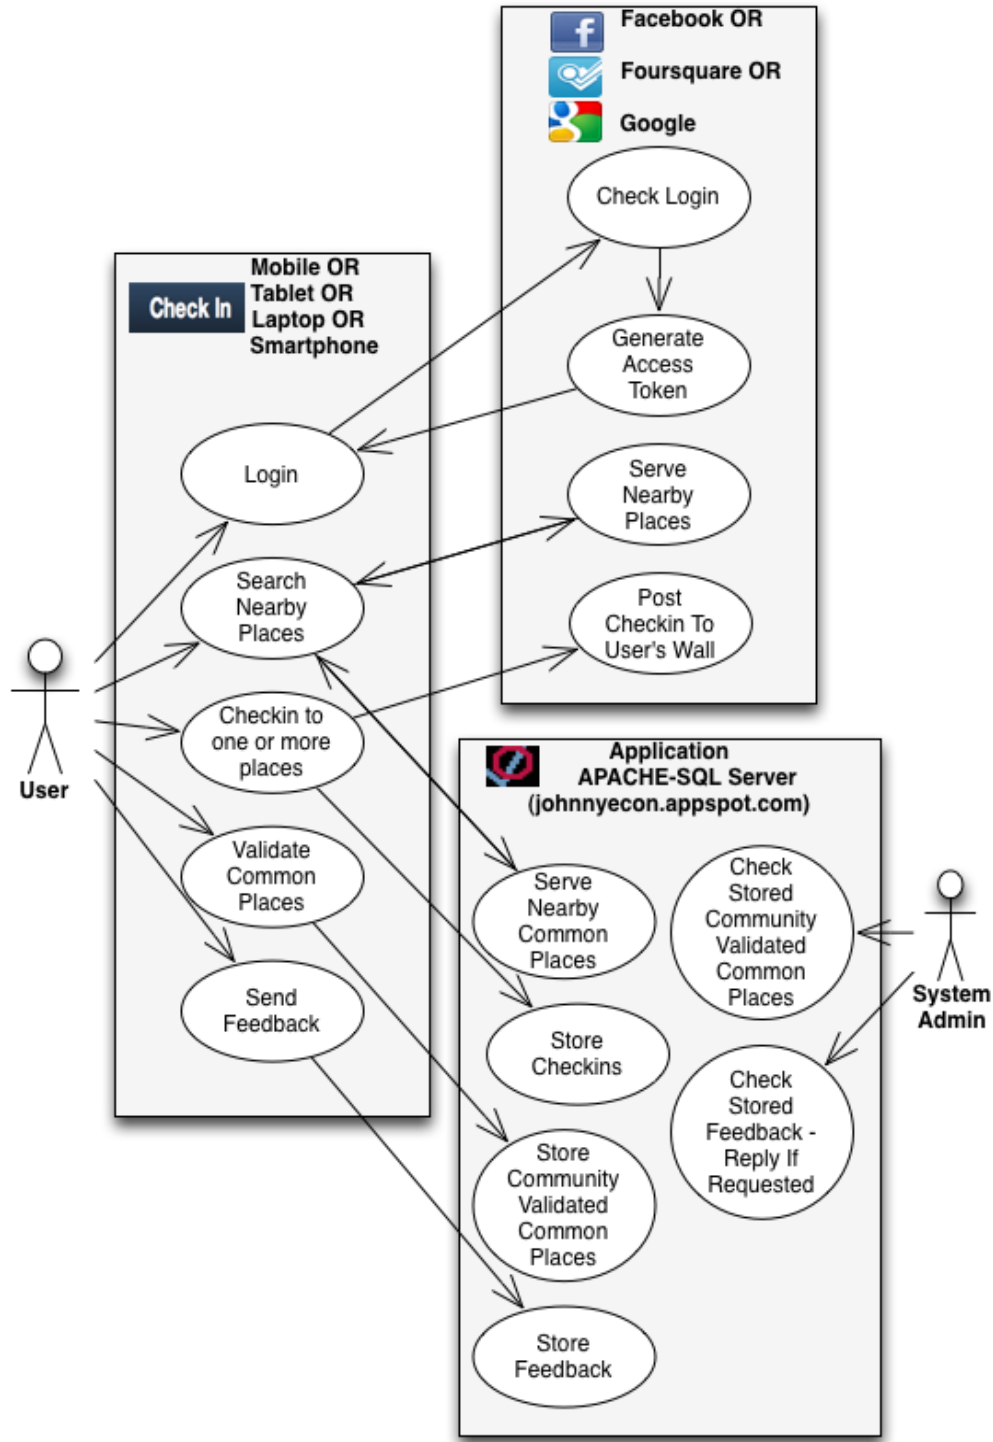 Facebook OR
Foursquare OR
Google
Check Login
Generate
Access
Token
Serve
Nearby
Places
Post
Checkin To
User's Wall
Check In
Mobile OR
Tablet OR
Laptop OR
Smartphone
Login
Search
Nearby
Places
Checkin to
one or more
places
Validate
Common
Places
Send
Feedback
User
Application
APACHE-SQL Server
(johnnyecon.appspot.com)
Serve
Nearby
Common
Places
Store
Checkins
Store
Community
Validated
Common
Places
Store
Feedback
Check
Stored
Community
Validated
Common
Places
Check
Stored
Feedback -
Reply If
Requested
System
Admin